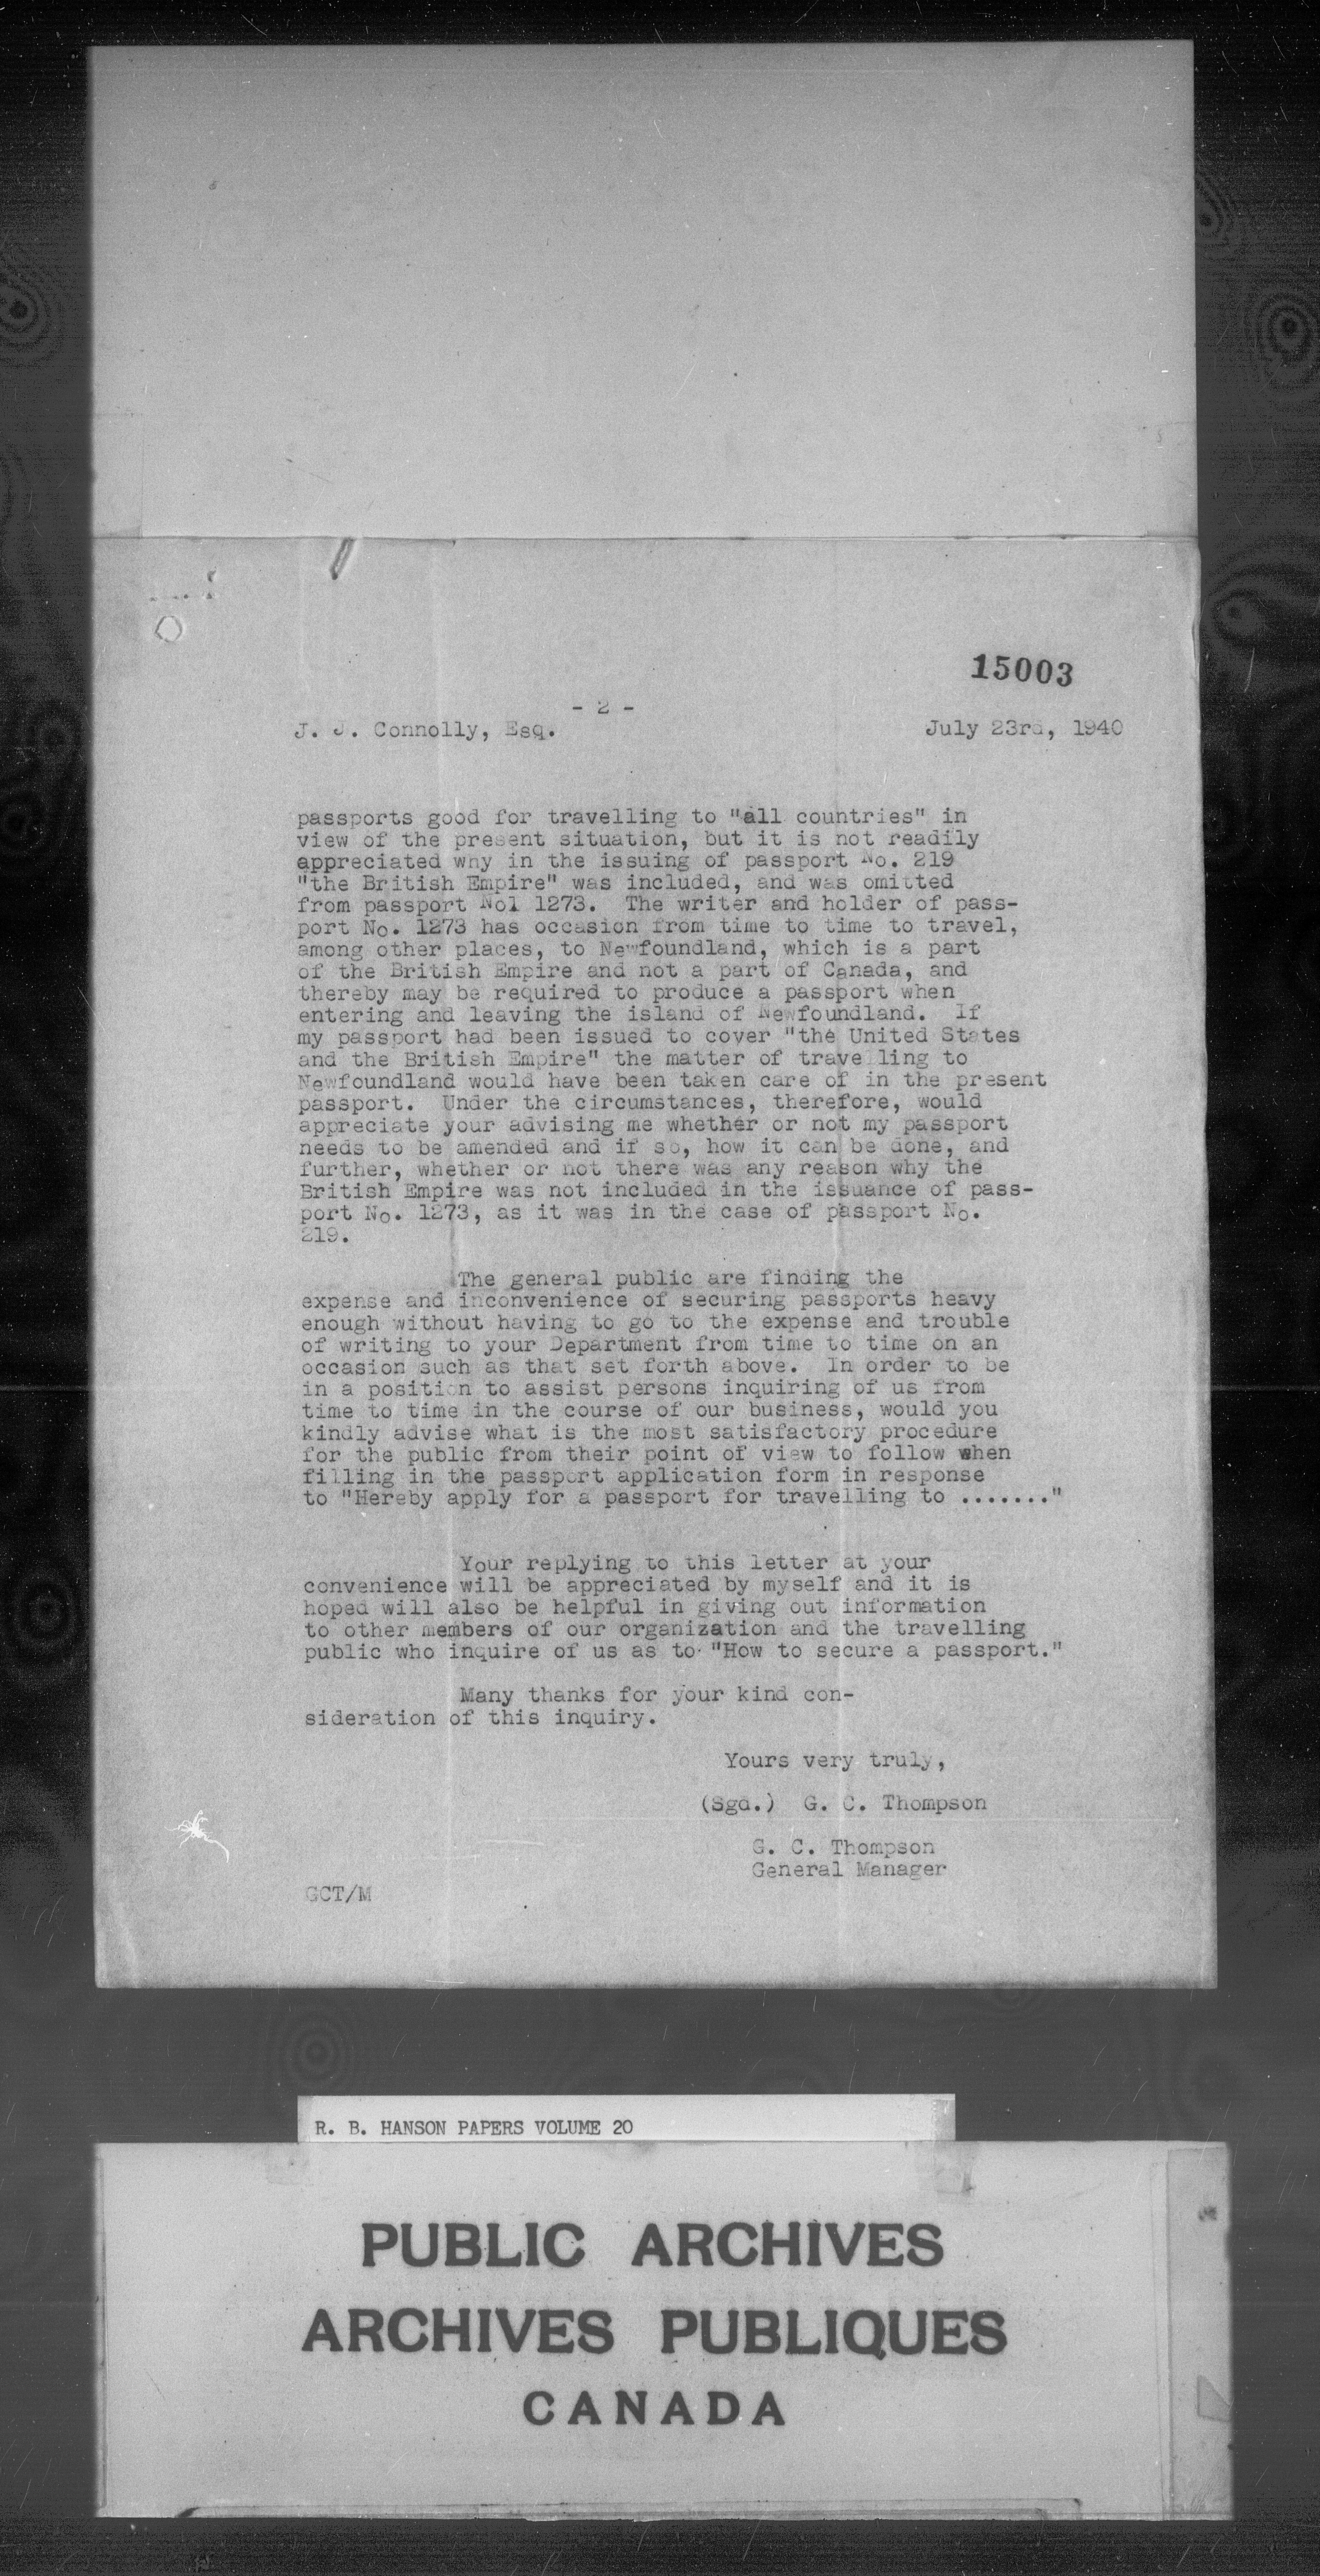 15003
- 2 -
J. J. Connolly, Esq. July 23rd, 1940
passports good for travelling to "all countries" in
view of the present situation, but it is not readily
appreciated why in the issuing of passport No. 219
"the British Empire" was included, and was omitted
from passport Nol 1273. The writer and holder of pass-
port No. 1273 has occasion from time to time to travel,
among other places, to Newfoundland, which is a part
of the British Empire and not a part of Canada, and
thereby may be required to produce a passport when
entering and leaving the island of Newfoundland. If
my passport had been issued to cover "the United States
and the British Empire" the matter of travelling to
Newfoundland would have been taken care of in the present
passport. Under the circumstances, therefore, would
appreciate your advising me whether or not my passport
needs to be amended and if so, how it can be done, and
further, whether or not there was any reason why the
British Empire was not included in the issuance of pass-
port No. 1273, as it was in the case of passport No.
219.
The general public are finding the
expense and inconvenience of securing passports heavy
enough without having to go to the expense and trouble
of writing to your Department from time to time on an
occasion such as that set forth above. In order to be
in a position to assist persons inquiring of us from
time to time in the course of our business, would you
kindly advise what is the most satisfactory procedure
for the public from their point of view to follow when
filling in the passport application form in response
to "Hereby apply for a passport for travelling to ......."
Your replying to this letter at your
convenience will be appreciated by myself and it is
hoped will also be helpful in giving out information
to other members of our organization and the travelling
public who inquire of us as to "How to secure a passport."
Many thanks for your kind con-
sideration of this inquiry.
Yours very truly,
(Sgd.) G. C. Thompson
G. C. Thompson
General Manager
GCT/M
R. B. HANSON PAPERS VOLUME 20
PUBLIC ARCHIVES
ARCHIVES PUBLIQUES
CANADA